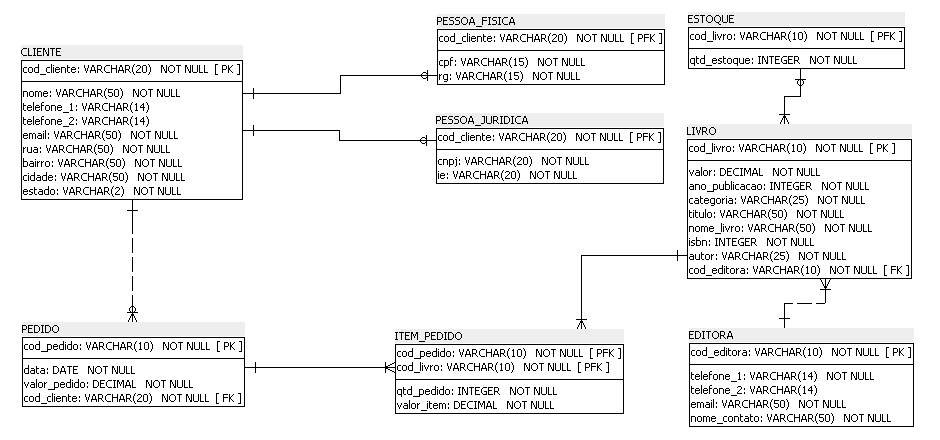 CLIENTE
cod_cliente: VARCHAR(20) NOT NULL [ PK ]
nome: VARCHAR(50) NOT NULL
telefone_1: VARCHAR(14)
telefone_2: VARCHAR(14)
email: VARCHAR(50) NOT NULL
rua: VARCHAR(50) NOT NULL
bairro: VARCHAR(50) NOT NULL
cidade: VARCHAR(50) NOT NULL
estado: VARCHAR(2) NOT NULL
PESSOA_FISICA
cod_cliente: VARCHAR(20) NOT NULL [ PFK ]
cpf: VARCHAR(15) NOT NULL
rg: VARCHAR(15) NOT NULL
PESSOA_JURIDICA
cod_cliente: VARCHAR(20) NOT NULL [ PFK ]
cnpj: VARCHAR(20) NOT NULL
ie: VARCHAR(20) NOT NULL
ESTOQUE
cod_livro: VARCHAR(10) NOT NULL [ PFK ]
qtd_estoque: INTEGER NOT NULL
LIVRO
cod_livro: VARCHAR(10) NOT NULL [ PK ]
valor: DECIMAL NOT NULL
ano_publicacao: INTEGER NOT NULL
categoria: VARCHAR(25) NOT NULL
titulo: VARCHAR(50) NOT NULL
nome_livro: VARCHAR(50) NOT NULL
isbn: INTEGER NOT NULL
autor: VARCHAR(25) NOT NULL
cod_editora: VARCHAR(10) NOT NULL [ FK ]
PEDIDO
cod_pedido: VARCHAR(10) NOT NULL [ PK ]
data: DATE NOT NULL
valor_pedido: DECIMAL NOT NULL
cod_cliente: VARCHAR(20) NOT NULL [ FK ]
ITEM_PEDIDO
cod_pedido: VARCHAR(10) NOT NULL [ PFK ]
cod_livro: VARCHAR(10) NOT NULL [ PFK ]
qtd_pedido: INTEGER NOT NULL
valor_item: DECIMAL NOT NULL
EDITORA
cod_editora: VARCHAR(10) NOT NULL [ PK ]
telefone_1: VARCHAR(14) NOT NULL
telefone_2: VARCHAR(14)
email: VARCHAR(50) NOT NULL
nome_contato: VARCHAR(50) NOT NULL